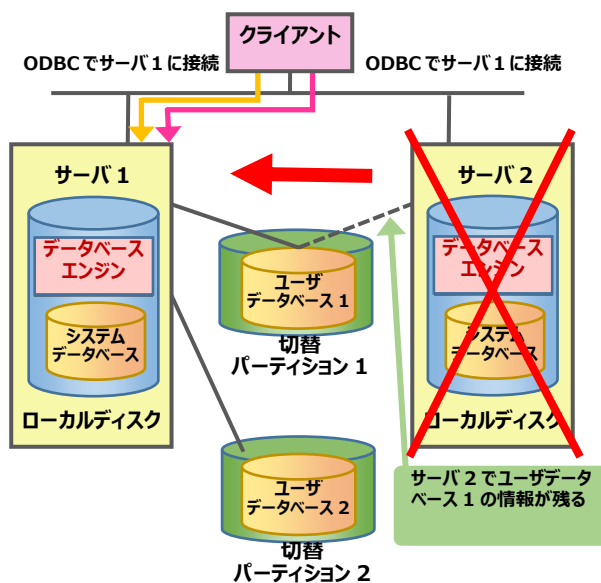 クライアント
ODBCでサーバ1に接続
ODBCでサーバ1に接続
サーバ1
データベース
エンジン
システム
データベース
ローカルディスク
ユーザ
データベース1
切替
パーティション1
サーバ2
データベース
エンジン
システム
データベース
ローカルディスク
サーバ2でユーザデータ
ベース1の情報が残る
ユーザ
データベース2
切替
パーティション2